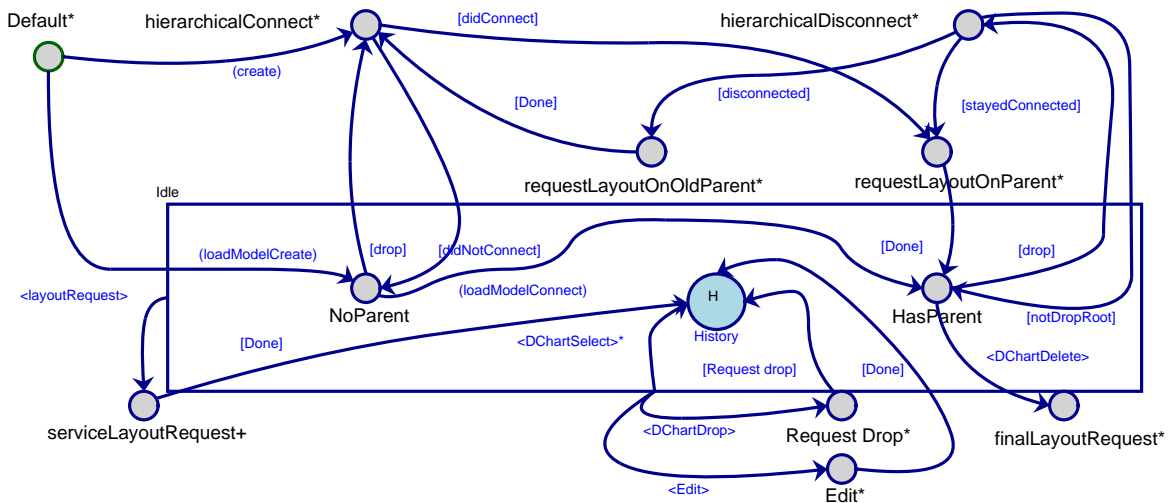 Default*
hierarchicalConnect*
[didConnect]
hierarchicalDisconnect*
(create)
[Done]
[disconnected]
[stayedConnected]
requestLayoutOnOldParent*
requestLayoutOnParent*
Idle
(loadModelCreate)
[drop]
[didNotConnect]
[Done]
[drop]
<layoutRequest>
(loadModelConnect)
H
NoParent
HasParent
[notDropRoot]
[Done]
<DChartSelect>*
History
[Request drop]
[Done]
<DChartDelete>
serviceLayoutRequest+
<DChartDrop>
Request Drop*
finalLayoutRequest*
<Edit>
Edit*